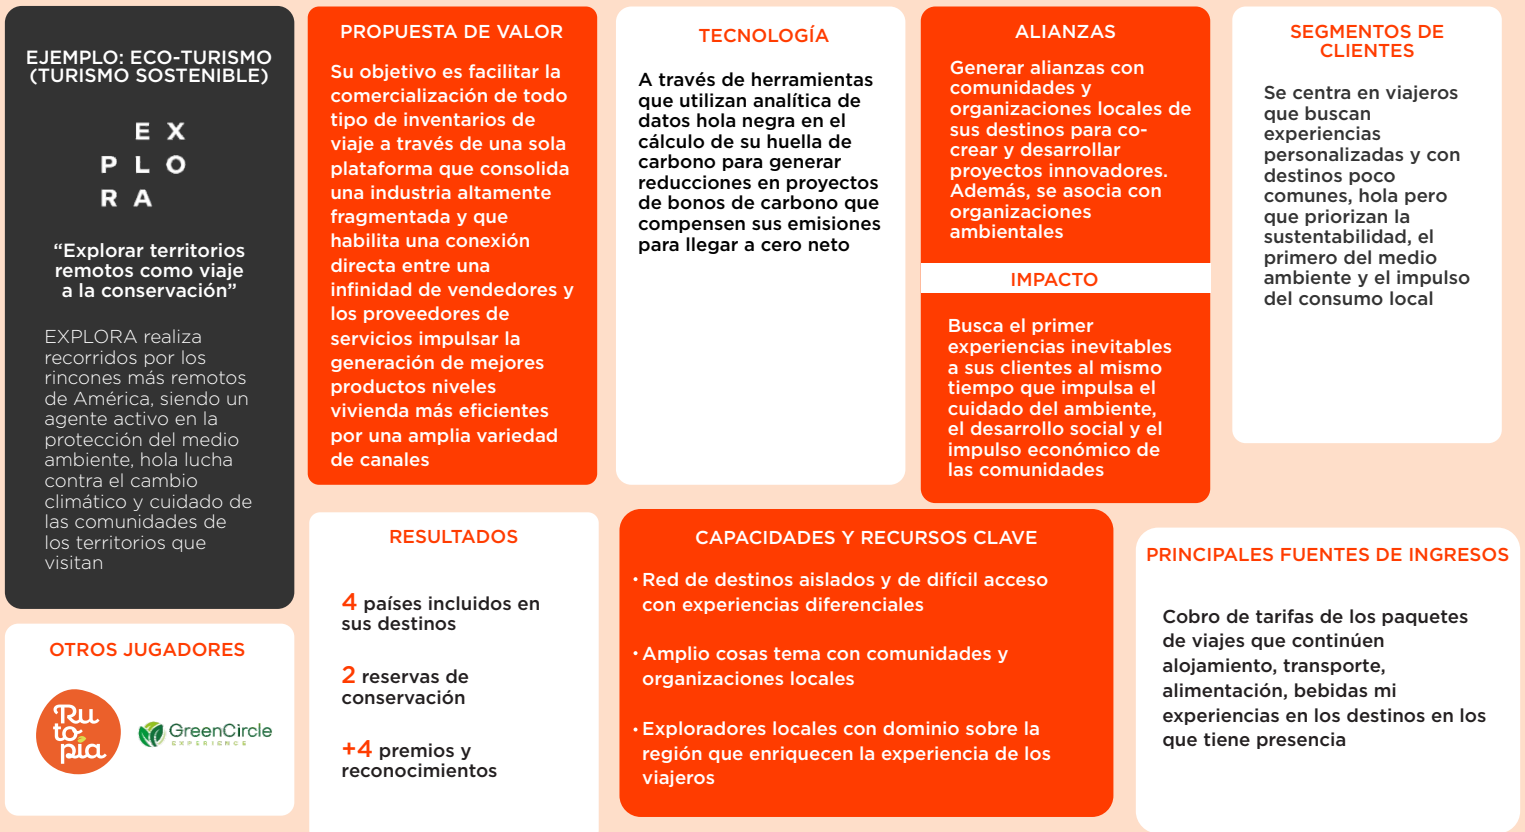 EJEMPLO: ECO-TURISMO
(TURISMO SOSTENIBLE)
E X
P L O
R A
“Explorar territorios
remotos como viaje
a la conservación”
EXPLORA realiza
recorridos por los
rincones más remotos
de América, siendo un
agente activo en la
protección del medio
ambiente, hola lucha
contra el cambio
climático y cuidado de
las comunidades de
los territorios que
visitan
OTROS JUGADORES
Ru
to
pía
GreenCircle
EXPERIENCE
PROPUESTA DE VALOR
Su objetivo es facilitar la
comercialización de todo
tipo de inventarios de
viaje a través de una sola
plataforma que consolida
una industria altamente
fragmentada y que
habilita una conexión
directa entre una
infinidad de vendedores y
los proveedores de
servicios impulsar la
generación de mejores
productos niveles
vivienda más eficientes
por una amplia variedad
de canales
TECNOLOGÍA
A través de herramientas
que utilizan analítica de
datos hola negra en el
cálculo de su huella de
carbono para generar
reducciones en proyectos
de bonos de carbono que
compensen sus emisiones
para llegar a cero neto
ALIANZAS
Generar alianzas con
comunidades y
organizaciones locales de
sus destinos para co-
crear y desarrollar
proyectos innovadores.
Además, se asocia con
organizaciones
ambientales
IMPACTO
Busca el primer
experiencias inevitables
a sus clientes al mismo
tiempo que impulsa el
cuidado del ambiente,
el desarrollo social y el
impulso económico de
las comunidades
SEGMENTOS DE
CLIENTES
Se centra en viajeros
que buscan
experiencias
personalizadas y con
destinos poco
comunes, hola pero
que priorizan la
sustentabilidad, el
primero del medio
ambiente y el impulso
del consumo local
RESULTADOS
4 países incluidos en
sus destinos
2 reservas de
conservación
+4 premios y
reconocimientos
CAPACIDADES Y RECURSOS CLAVE
· Red de destinos aislados y de difícil acceso
con experiencias diferenciales
· Amplio cosas tema con comunidades y
organizaciones locales
· Exploradores locales con dominio sobre la
región que enriquecen la experiencia de los
viajeros
PRINCIPALES FUENTES DE INGRESOS
Cobro de tarifas de los paquetes
de viajes que continúen
alojamiento, transporte,
alimentación, bebidas mi
experiencias en los destinos en los
que tiene presencia